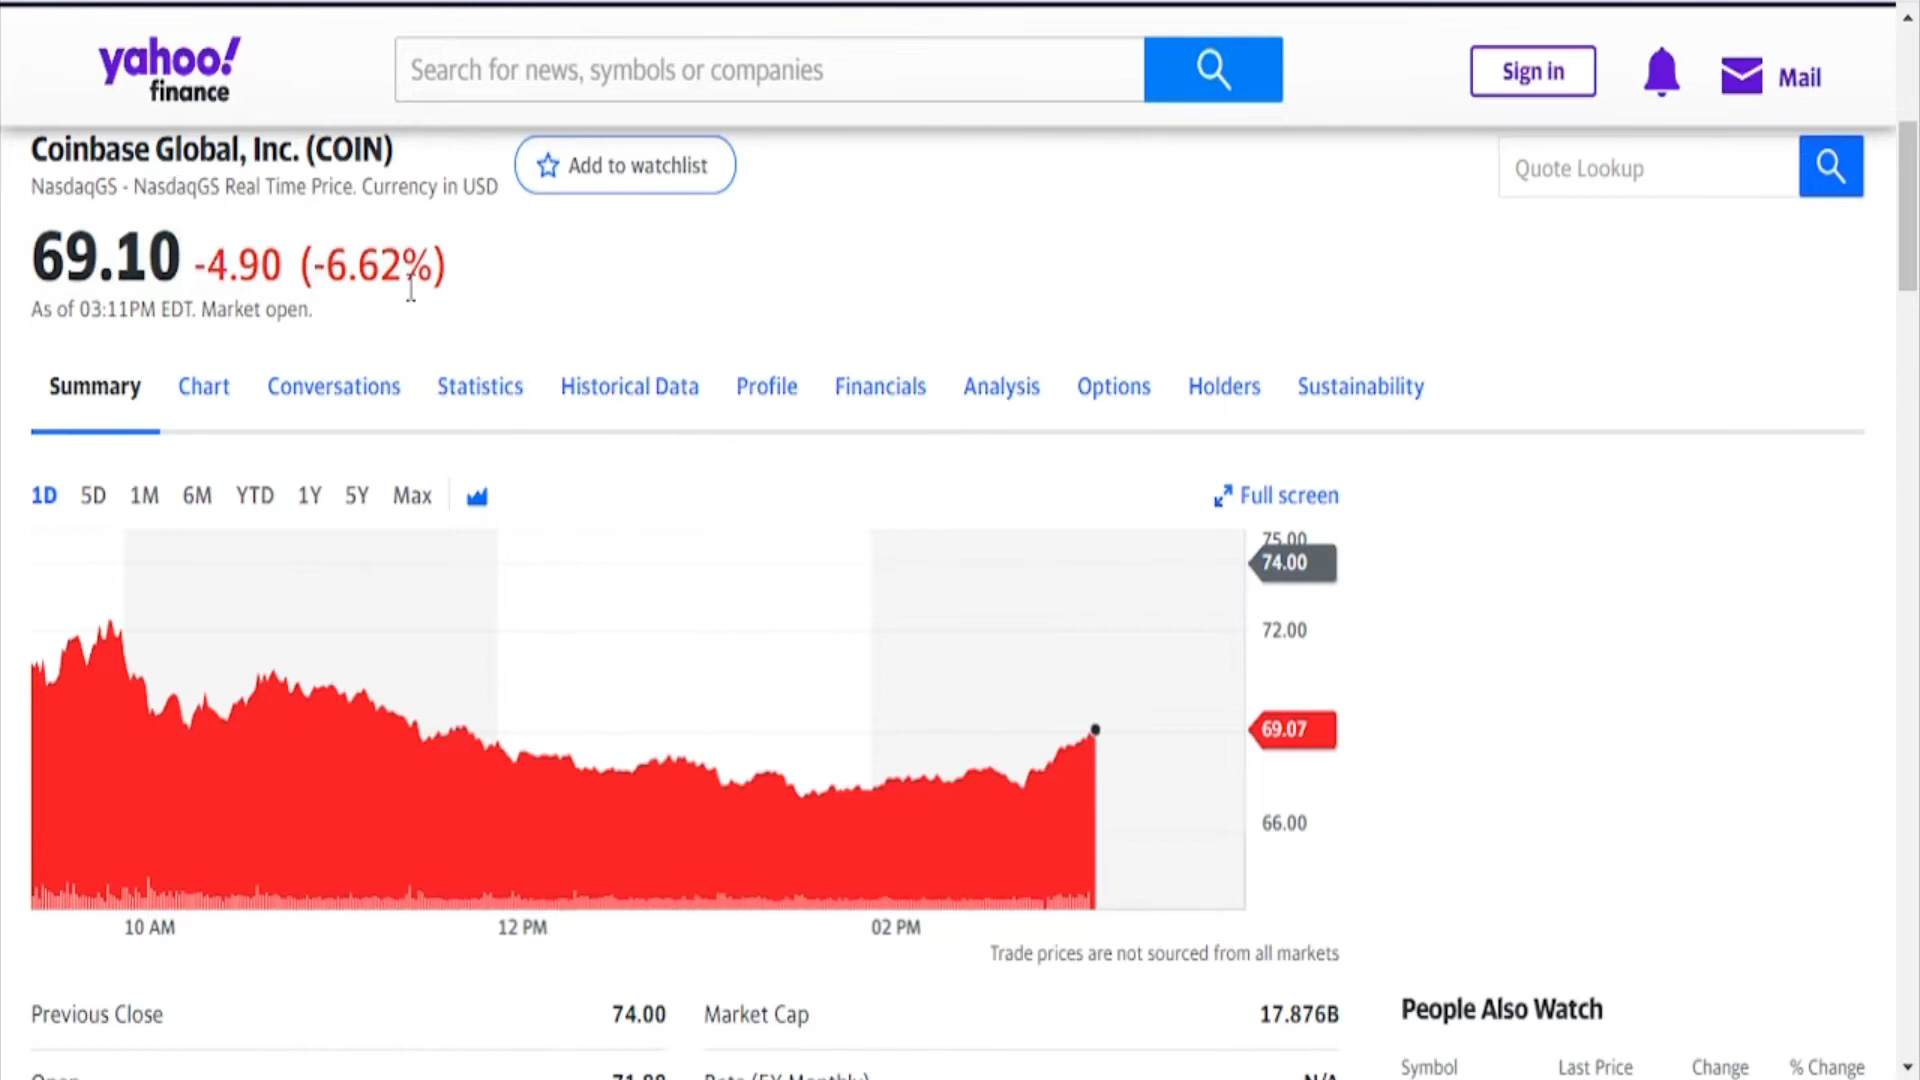 yahoo!
finance
Search for news, symbols or companies
Sign in
Mail
Coinbase Global, Inc. (COIN)
NasdaqGS - NasdaqGS Real Time Price. Currency in USD
Add to watchlist
Quote Lookup
69.10 -4.90 (-6.62%)
As of 03:11PM EDT. Market open.
Summary Chart Conversations Statistics Historical Data Profile Financials Analysis Options Holders Sustainability
1D 5D 1M 6M YTD 1Y 5Y Max
Full screen
75.00
74.00
72.00
69.07
66.00
10 AM 12 PM 02 PM
Trade prices are not sourced from all markets
Previous Close 74.00 Market Cap 17.876B
People Also Watch
Symbol Last Price Change % Change